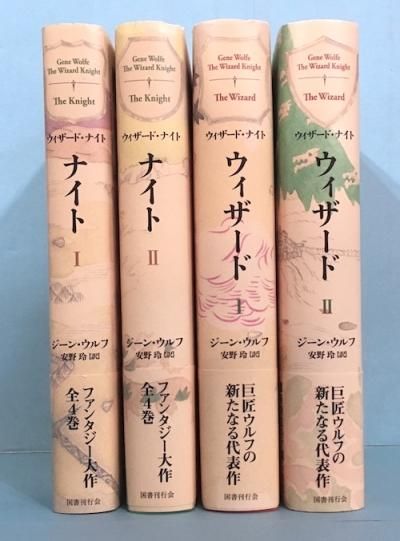 Gene Wolfe
The Wizard Knight
The Knight
ウィザード・ナイト
ナイト
I
ジーン・ウルフ
安野 玲 訳
ファンタジー大作
全4巻
国書刊行会
Gene Wolfe
The Wizard Knight
The Knight
ウィザード・ナイト
ナイト
II
ジーン・ウルフ
安野 玲 訳
ファンタジー大作
全4巻
国書刊行会
Gene Wolfe
The Wizard Knight
The Wizard
ウィザード・ナイト
ウィザード
I
ジーン・ウルフ
安野 玲 訳
巨匠ウルフの
新たなる代表作
国書刊行会
Gene Wolfe
The Wizard Knight
The Wizard
ウィザード・ナイト
ウィザード
II
ジーン・ウルフ
安野 玲 訳
巨匠ウルフの
新たなる代表作
国書刊行会